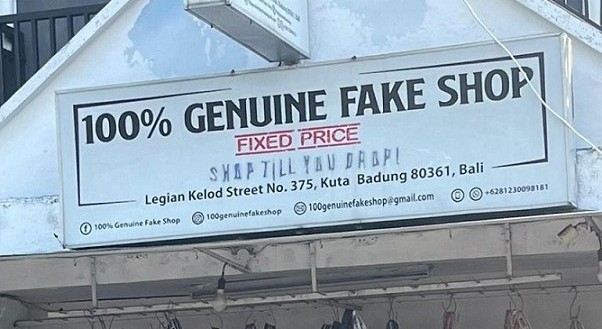 100% GENUINE FAKE SHOP
FIXED PRICE
SHOP TILL YOU DROP!
Legian Kelod Street No. 375, Kuta Badung 80361, Bali
100% Genuine Fake Shop 100genuinefakeshop 100genuinefakeshop@gmail.com +6281230098181